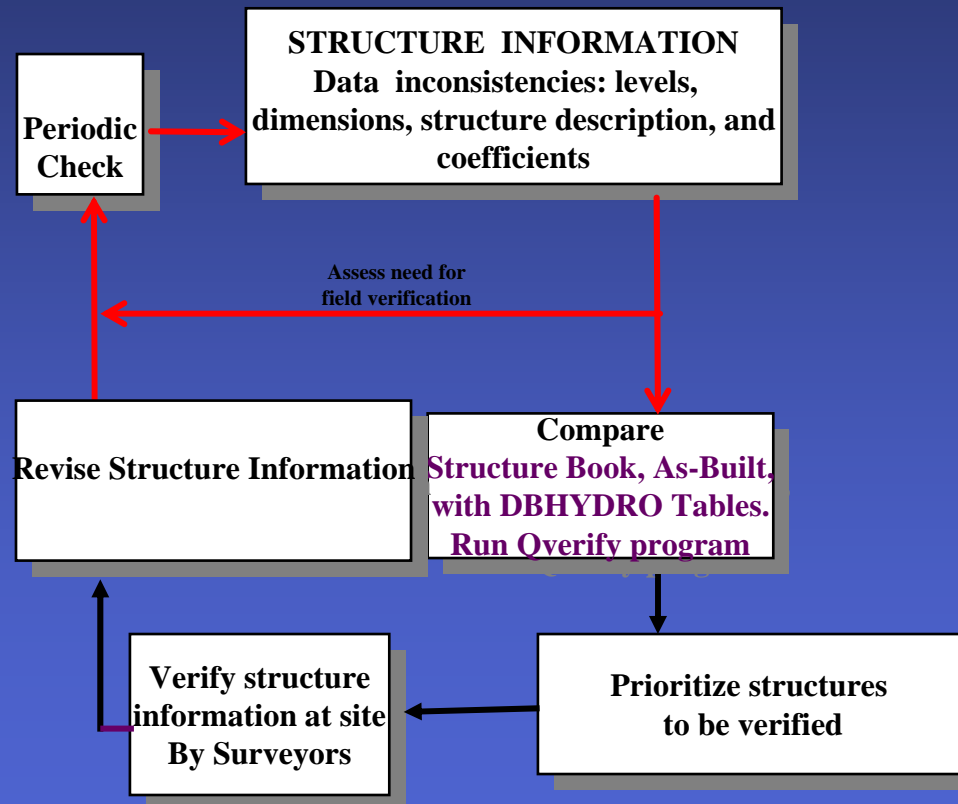 STRUCTURE INFORMATION
Data inconsistencies: levels,
dimensions, structure description, and
coefficients
Periodic
Check
Assess need for
field verification
Revise Structure Information
Compare
Structure Book, As-Built,
with DBHYDRO Tables.
Run Qverify program
Verify structure
information at site
By Surveyors
Prioritize structures
to be verified